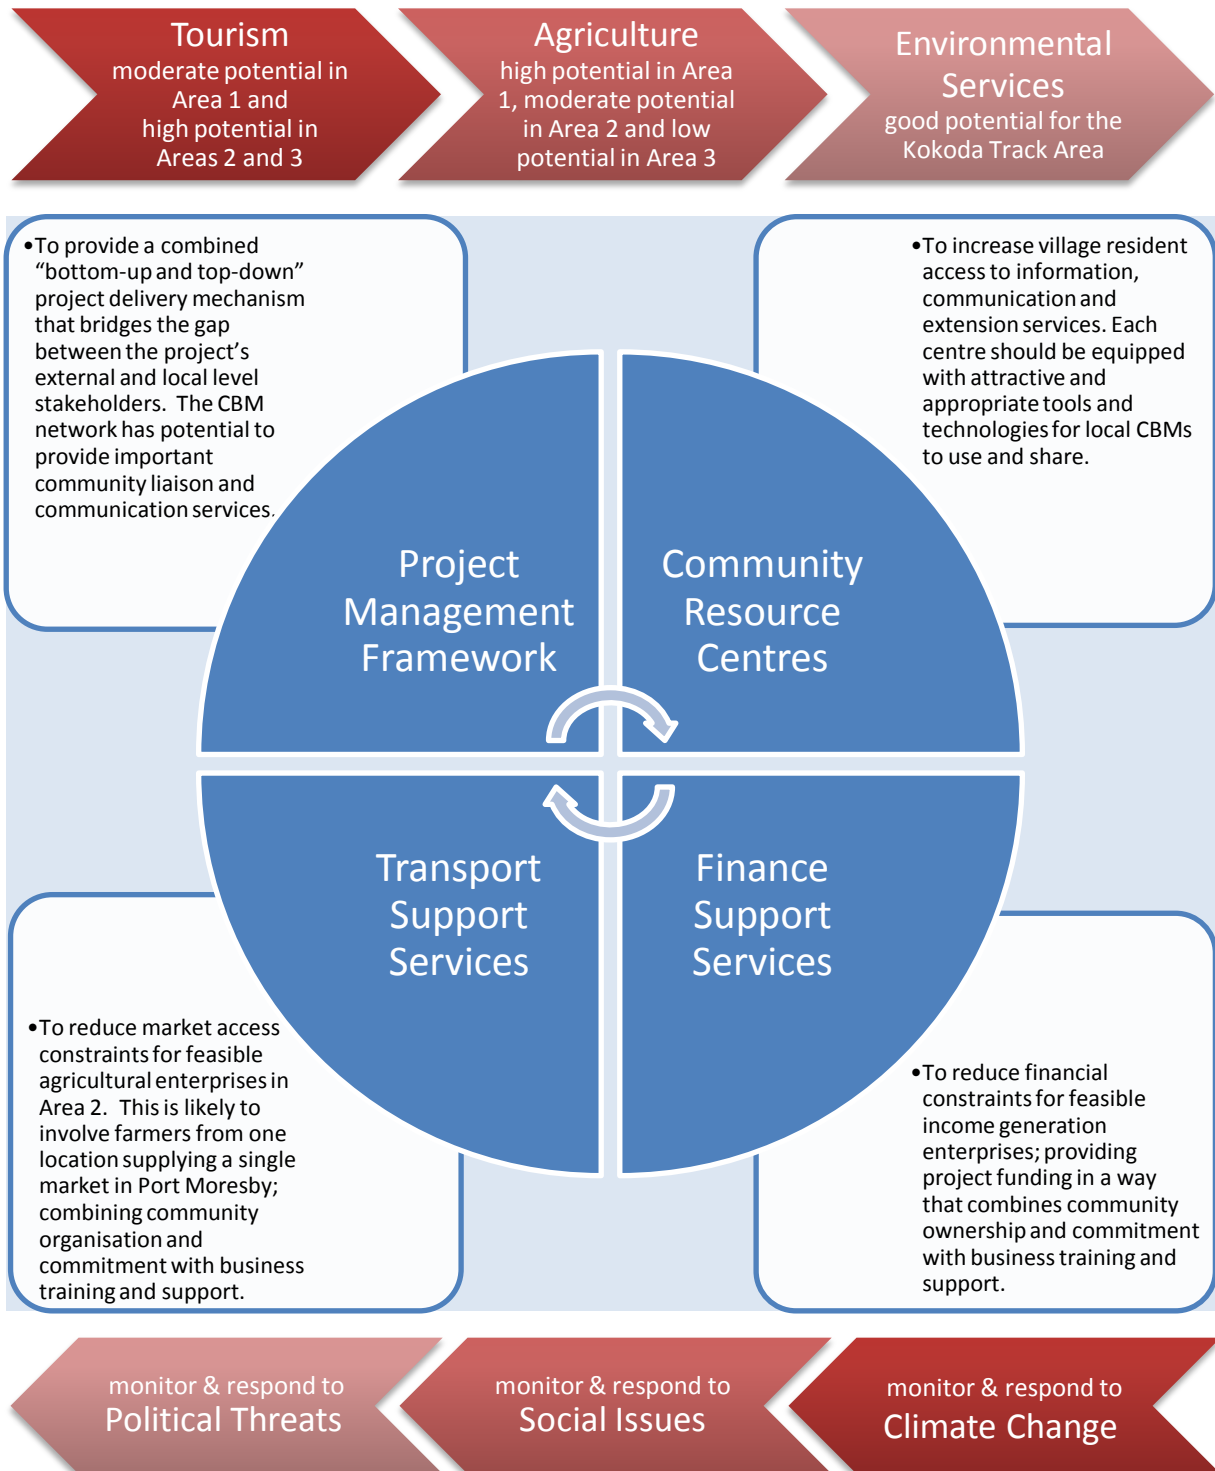 Tourism
moderate potential in
Area 1 and
high potential in
Areas 2 and 3
Agriculture
high potential in Area
1, moderate potential
in Area 2 and low
potential in Area 3
Environmental
Services
good potential for the
Kokoda Track Area
•To provide a combined
“bottom-up and top-down”
project delivery mechanism
that bridges the gap
between the project’s
external and local level
stakeholders.  The CBM
network has potential to
provide important
community liaison and
communication services.
•To increase village resident
access to information,
communication and
extension services. Each
centre should be equipped
with attractive and
appropriate tools and
technologies for local CBMs
to use and share.
Project
Management
Framework
Community
Resource
Centres
Transport
Support
Services
Finance
Support
Services
•To reduce market access
constraints for feasible
agricultural enterprises in
Area 2.  This is likely to
involve farmers from one
location supplying a single
market in Port Moresby;
combining community
organisation and
commitment with business
training and support.
•To reduce financial
constraints for feasible
income generation
enterprises; providing
project funding in a way
that combines community
ownership and commitment
with business training and
support.
monitor & respond to
Political Threats
monitor & respond to
Social Issues
monitor & respond to
Climate Change